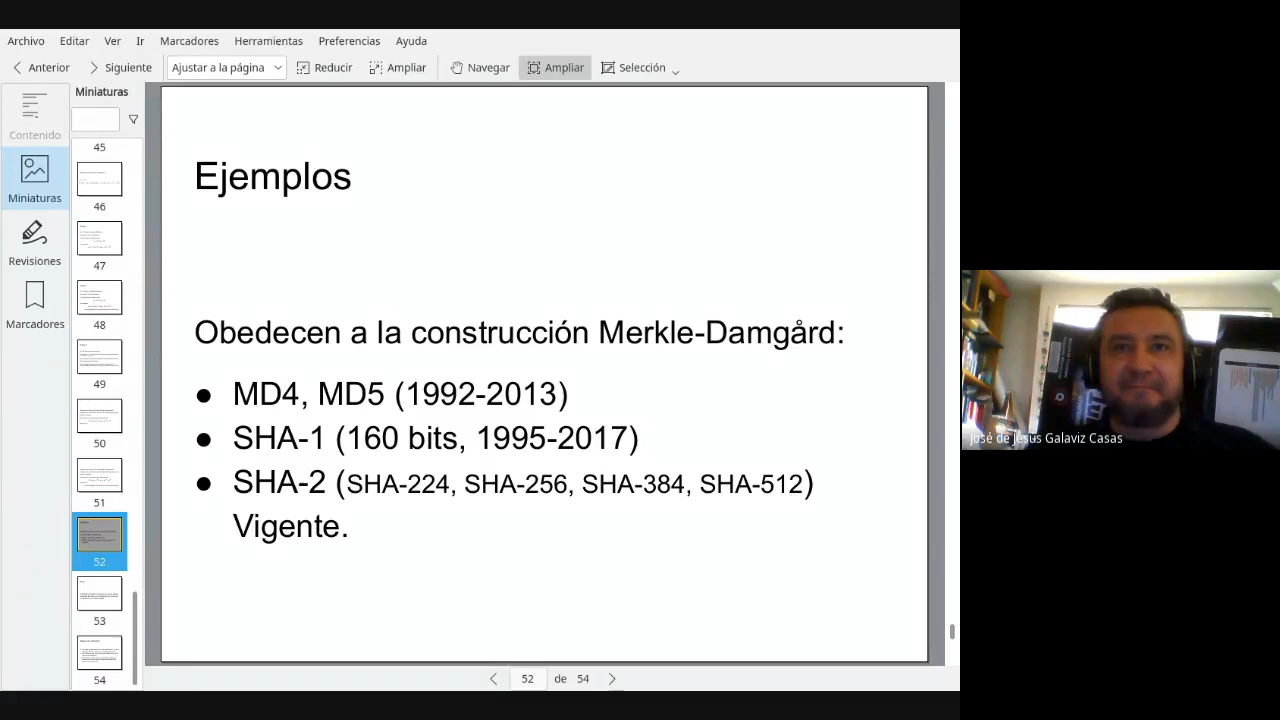 Archivo Editar Ver Ir Marcadores Herramientas Preferencias Ayuda
Anterior Siguiente Ajustar a la página Reducir Ampliar Navegar Ampliar Selección
Contenido
Miniaturas
Revisiones
Marcadores
Miniaturas
45
46
47
48
49
50
51
52
53
54
Ejemplos
Obedecen a la construcción Merkle-Damgård:
● MD4, MD5 (1992-2013)
● SHA-1 (160 bits, 1995-2017)
● SHA-2 (SHA-224, SHA-256, SHA-384, SHA-512)
Vigente.
52 de 54
José de Jesús Galaviz Casas